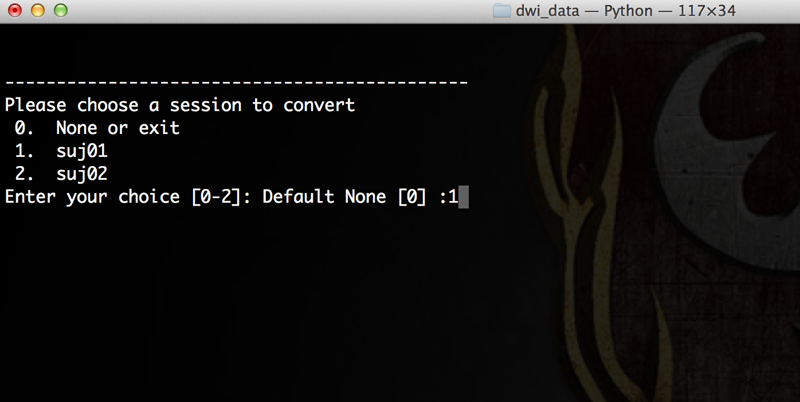 dwi_data — Python — 117×34
---------------------------------------------
Please choose a session to convert
0. None or exit
1. suj01
2. suj02
Enter your choice [0-2]: Default None [0] :1